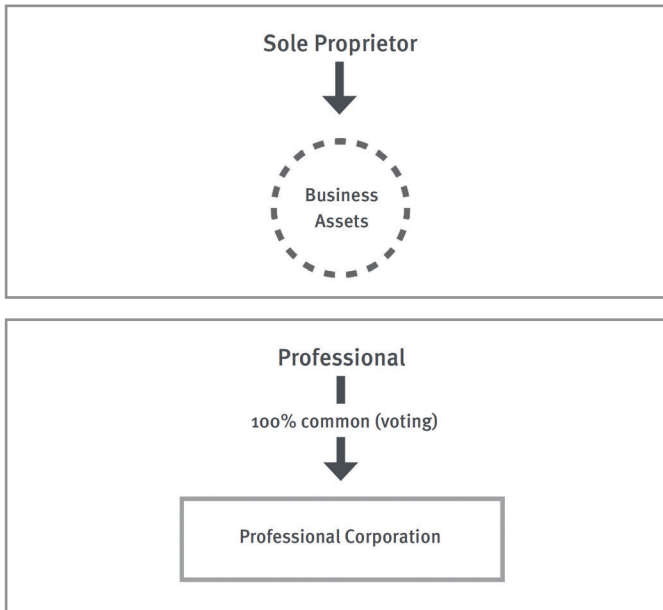 Sole Proprietor
Business
Assets
Professional
100% common (voting)
Professional Corporation